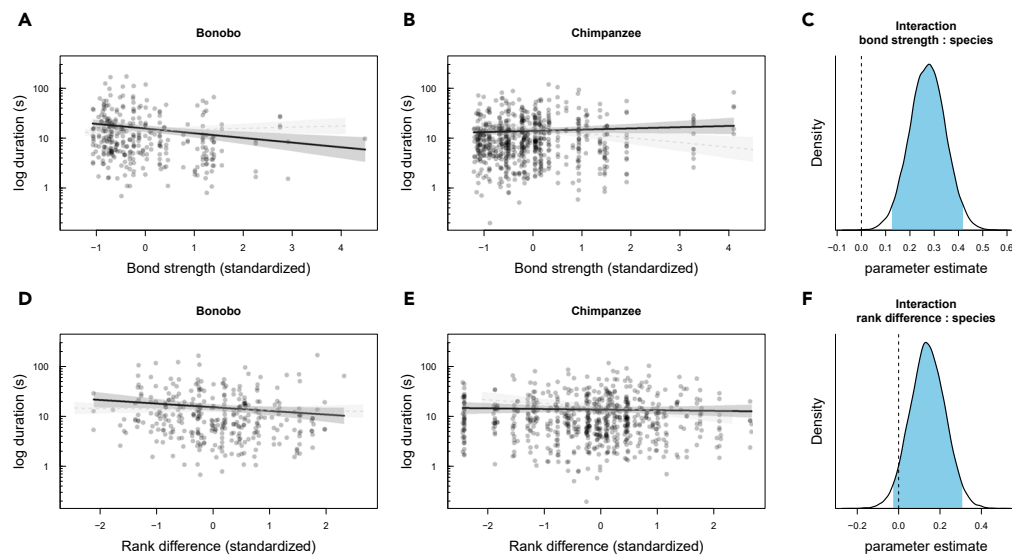 A
Bonobo
100
10
1
log duration (s)
−1 0 1 2 3 4
Bond strength (standardized)
B
Chimpanzee
100
10
1
log duration (s)
−1 0 1 2 3 4
Bond strength (standardized)
C
Interaction
bond strength : species
Density
−0.1 0.0 0.1 0.2 0.3 0.4 0.5 0.6
parameter estimate
D
Bonobo
100
10
1
log duration (s)
−2 −1 0 1 2
Rank difference (standardized)
E
Chimpanzee
100
10
1
log duration (s)
−2 −1 0 1 2
Rank difference (standardized)
F
Interaction
rank difference : species
Density
−0.2 0.0 0.2 0.4
parameter estimate